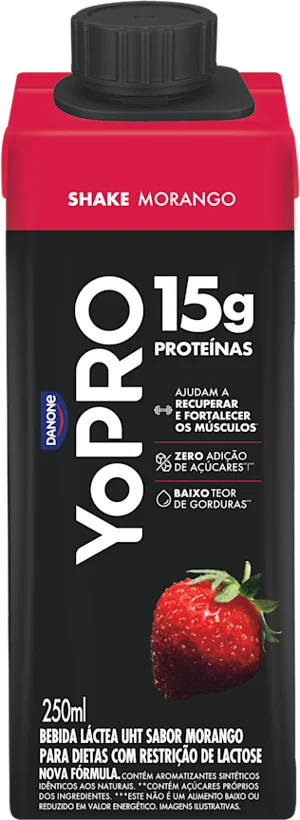 SHAKE MORANGO
YoPRO
DANONE
15g
PROTEÍNAS
AJUDAM A
RECUPERAR
E FORTALECER
OS MÚSCULOS*
ZERO ADIÇÃO
DE AÇÚCARES**/***
BAIXO TEOR
DE GORDURAS***
250ml
BEBIDA LÁCTEA UHT SABOR MORANGO
PARA DIETAS COM RESTRIÇÃO DE LACTOSE
NOVA FÓRMULA. CONTÉM AROMATIZANTES SINTÉTICOS
IDÊNTICOS AOS NATURAIS. **CONTÉM AÇÚCARES PRÓPRIOS
DOS INGREDIENTES. ***ESTE NÃO É UM ALIMENTO BAIXO OU
REDUZIDO EM VALOR ENERGÉTICO. IMAGENS ILUSTRATIVAS.